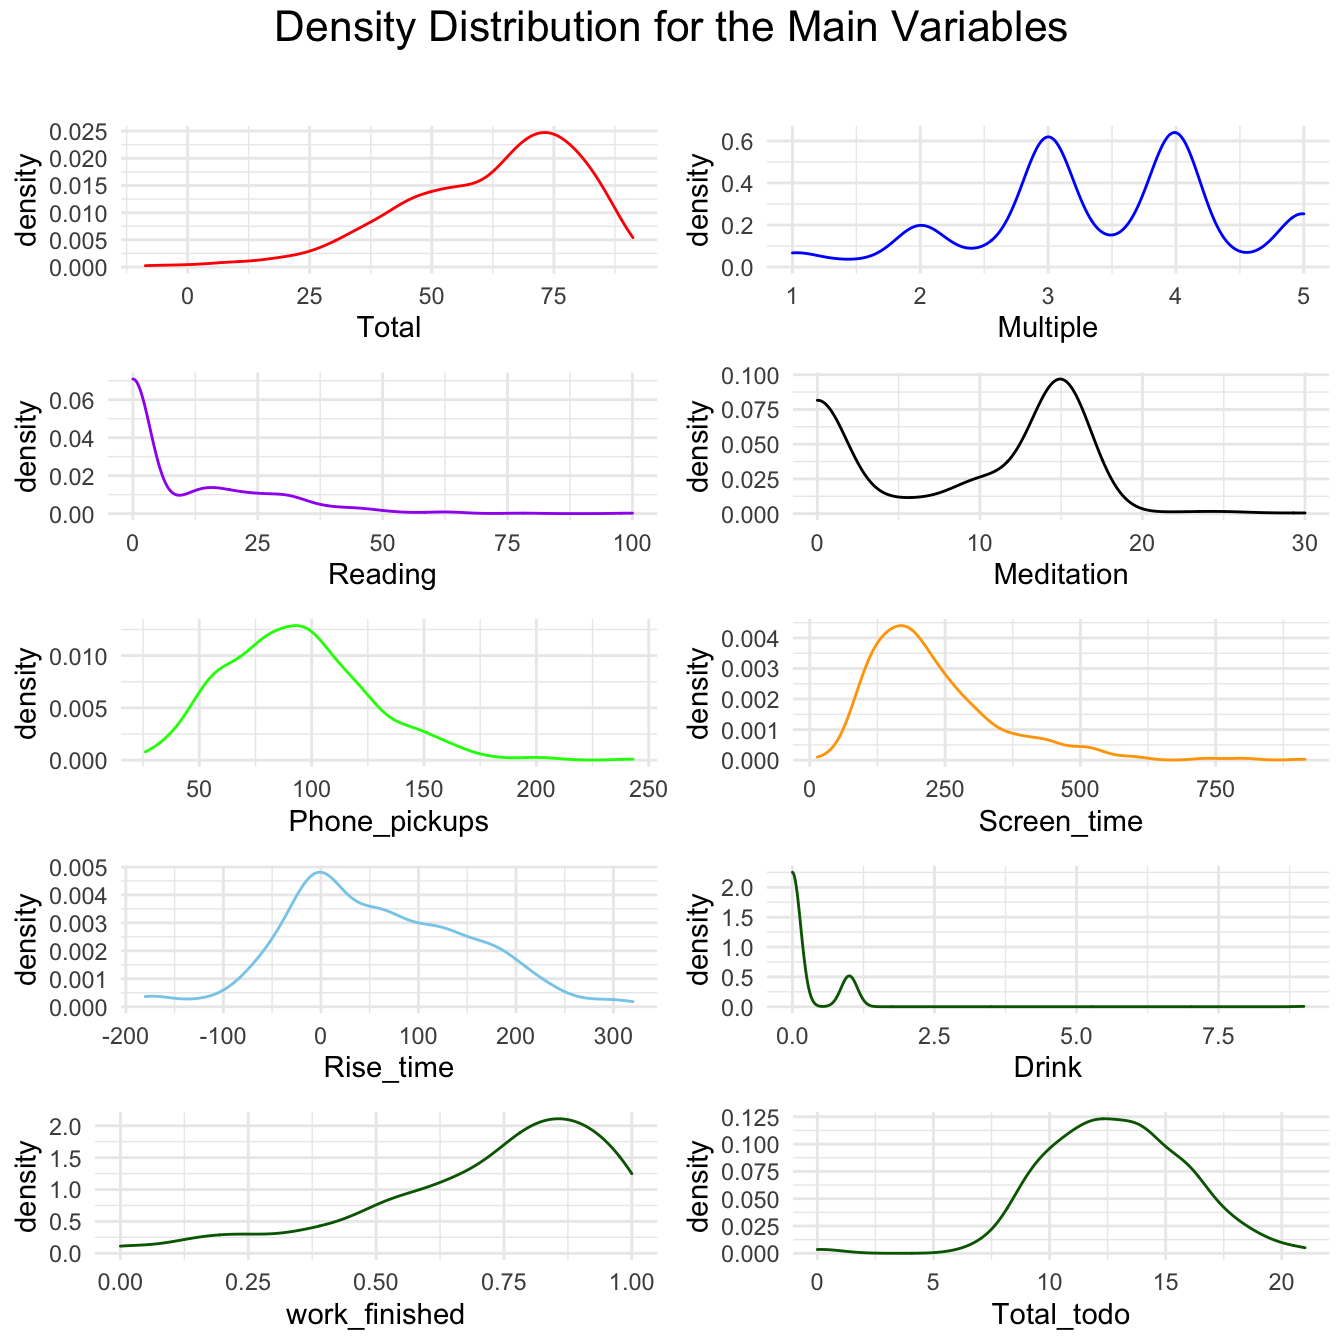 Density Distribution for the Main Variables
density
0.025
0.020
0.015
0.010
0.005
0.000
0 25 50 75
Total
density
0.6
0.4
0.2
0.0
1 2 3 4 5
Multiple
density
0.06
0.04
0.02
0.00
0 25 50 75 100
Reading
density
0.100
0.075
0.050
0.025
0.000
0 10 20 30
Meditation
density
0.010
0.005
0.000
50 100 150 200 250
Phone_pickups
density
0.004
0.003
0.002
0.001
0.000
0 250 500 750
Screen_time
density
0.005
0.004
0.003
0.002
0.001
0.000
-200 -100 0 100 200 300
Rise_time
density
2.0
1.5
1.0
0.5
0.0
0.0 2.5 5.0 7.5
Drink
density
2.0
1.5
1.0
0.5
0.0
0.00 0.25 0.50 0.75 1.00
work_finished
density
0.125
0.100
0.075
0.050
0.025
0.000
0 5 10 15 20
Total_todo